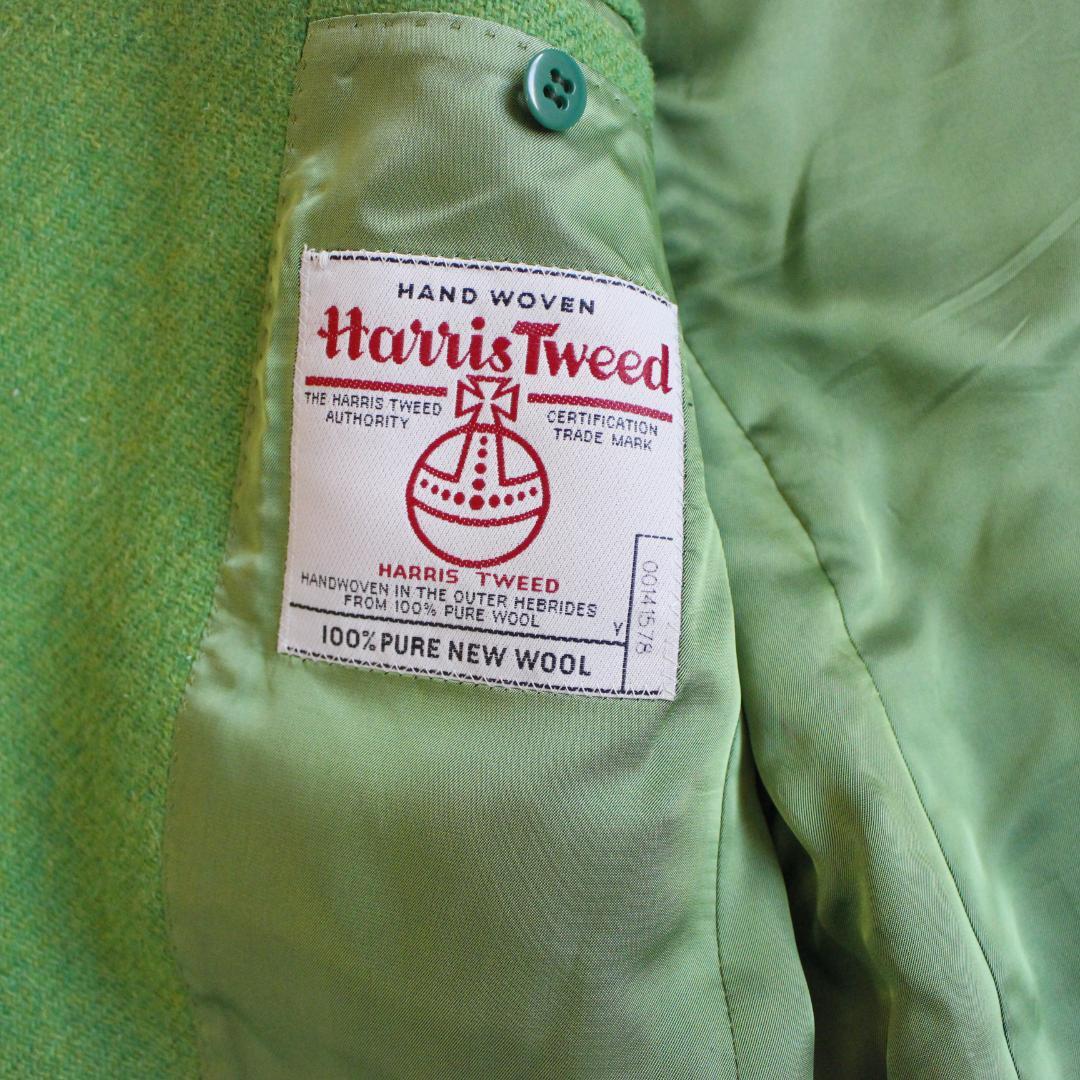 HAND WOVEN
Harris Tweed
THE HARRIS TWEED
AUTHORITY
CERTIFICATION
TRADE MARK
HARRIS TWEED
HANDWOVEN IN THE OUTER HEBRIDES
FROM 100% PURE WOOL
Y
100% PURE NEW WOOL
00141578